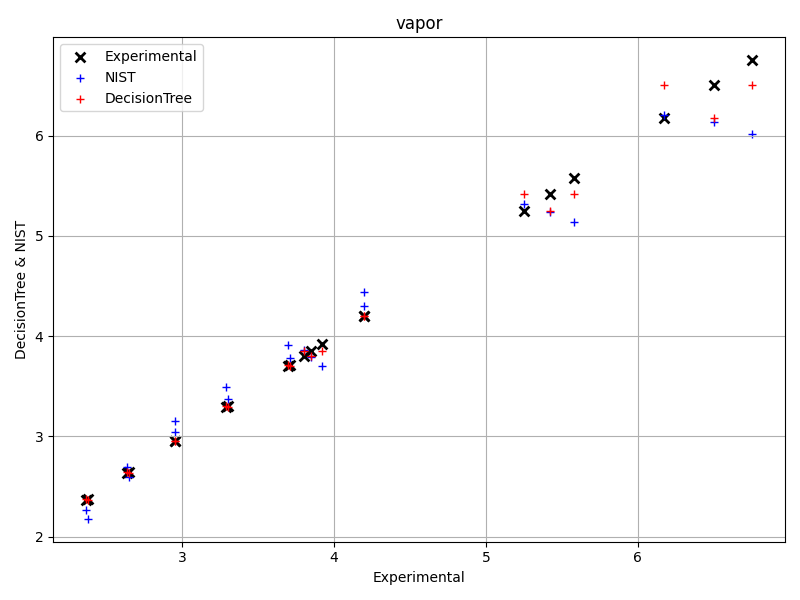 vapor
Experimental
NIST
DecisionTree
DecisionTree & NIST
6
5
4
3
2
3
4
5
6
Experimental